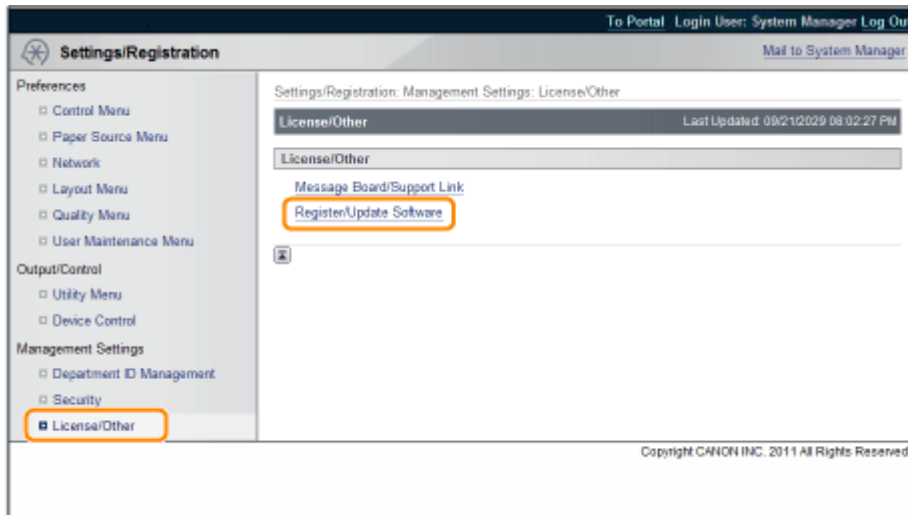 To Portal Login User: System Manager Log Ou
Settings/Registration
Mail to System Manager
Preferences
Control Menu
Paper Source Menu
Network
Layout Menu
Quality Menu
User Maintenance Menu
Output/Control
Utility Menu
Device Control
Management Settings
Department ID Management
Security
License/Other
Settings/Registration: Management Settings: License/Other
License/Other Last Updated: 09/21/2029 08:02:27 PM
License/Other
Message Board/Support Link
Register/Update Software
Copyright CANON INC. 2011 All Rights Reserved